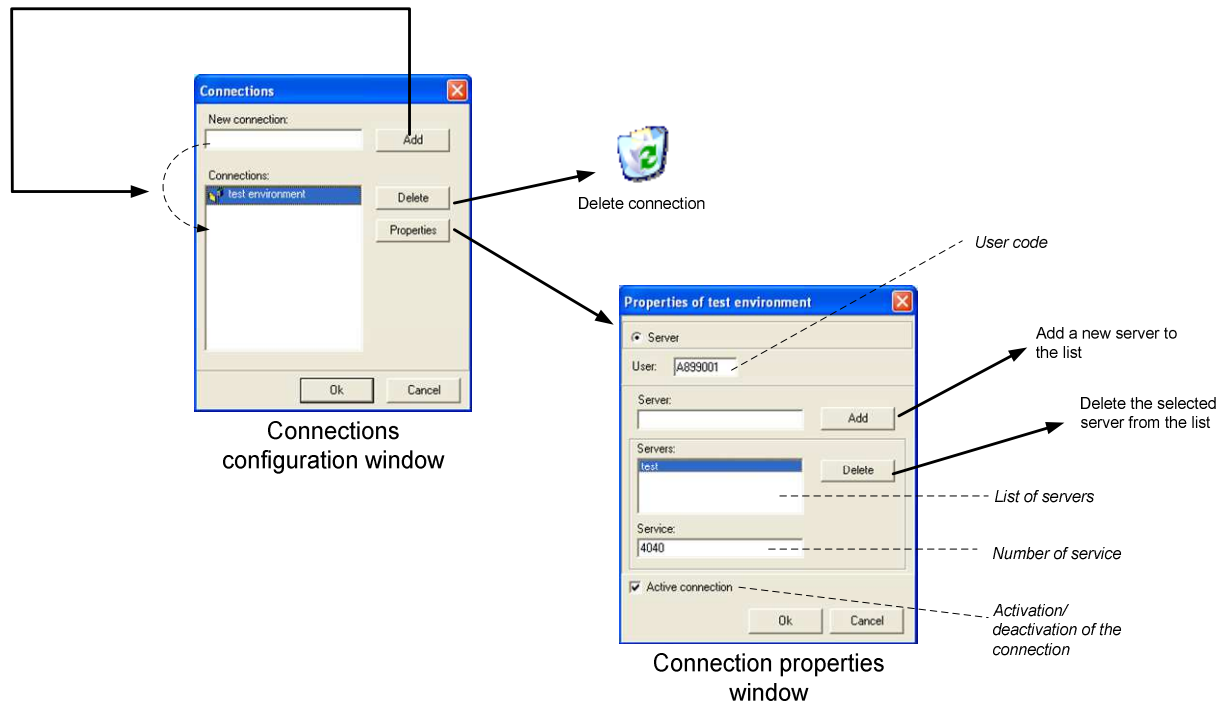 Connections
New connection:
Add
Connections:
test environment
Delete
Properties
Ok
Cancel
Connections
configuration window
Delete connection
User code
Properties of test environment
Server
User:
A899001
Server:
Add
Add a new server to
the list
Servers:
test
Delete
Delete the selected
server from the list
List of servers
Service:
4040
Number of service
Active connection
Activation/
deactivation of the
connection
Ok
Cancel
Connection properties
window